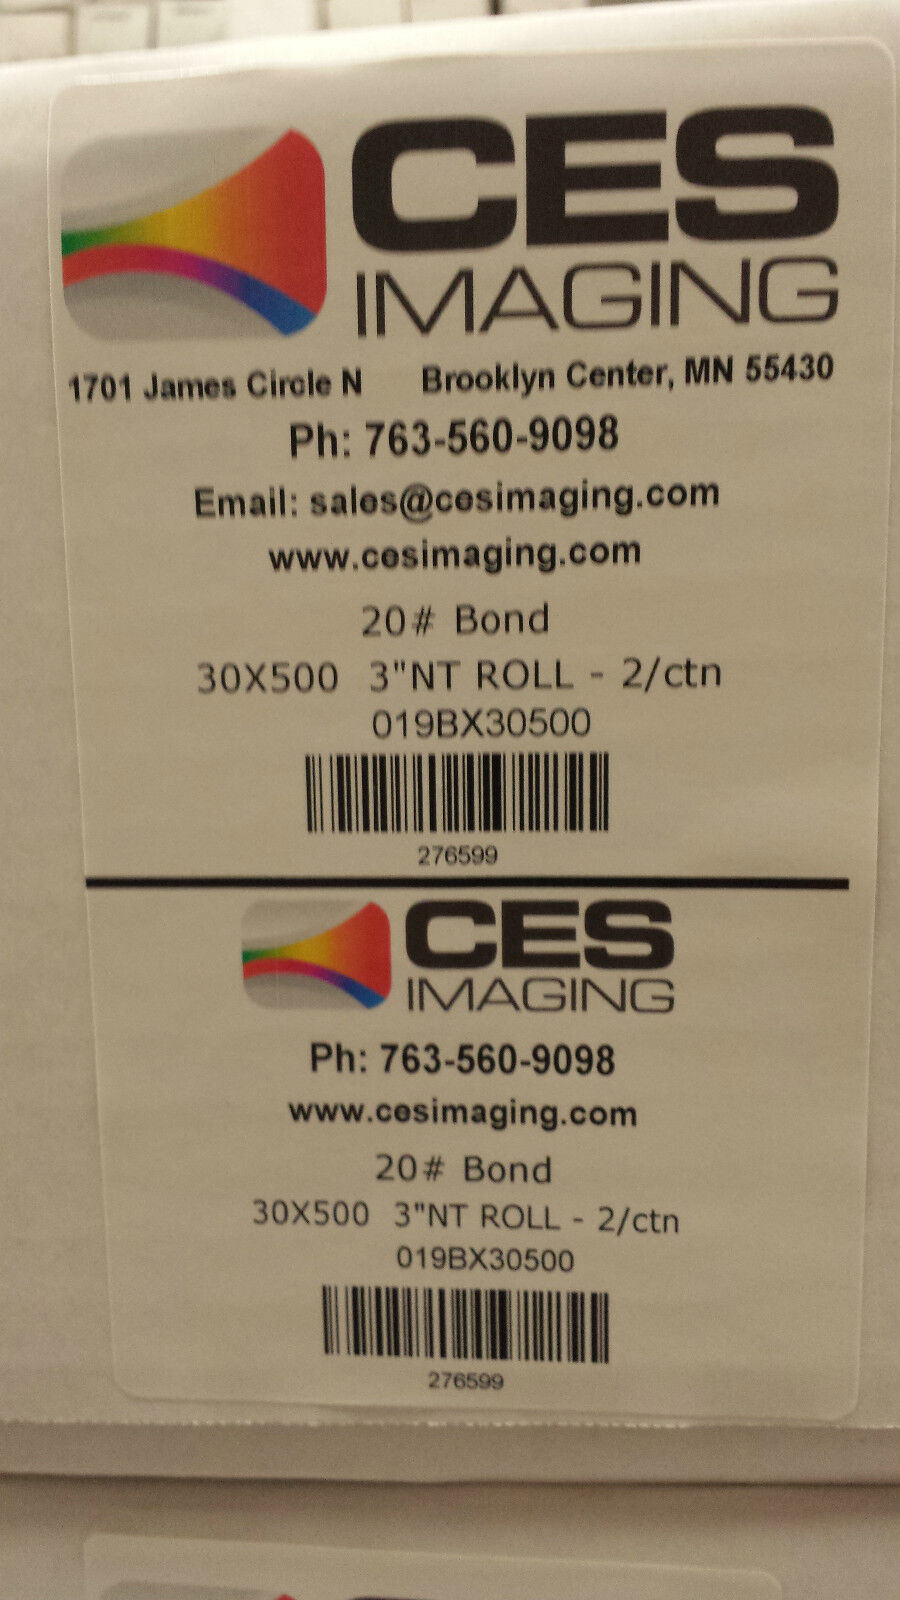 CES
IMAGING
1701 James Circle N Brooklyn Center, MN 55430
Ph: 763-560-9098
Email: sales@cesimaging.com
www.cesimaging.com
20# Bond
30X500 3"NT ROLL - 2/ctn
019BX30500
276599
CES
IMAGING
Ph: 763-560-9098
www.cesimaging.com
20# Bond
30X500 3"NT ROLL - 2/ctn
019BX30500
276599